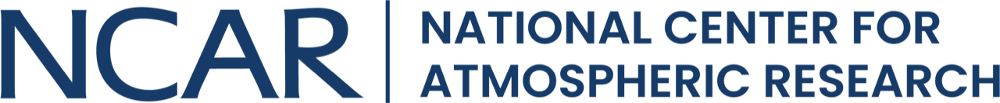 NCAR
NATIONAL CENTER FOR
ATMOSPHERIC RESEARCH